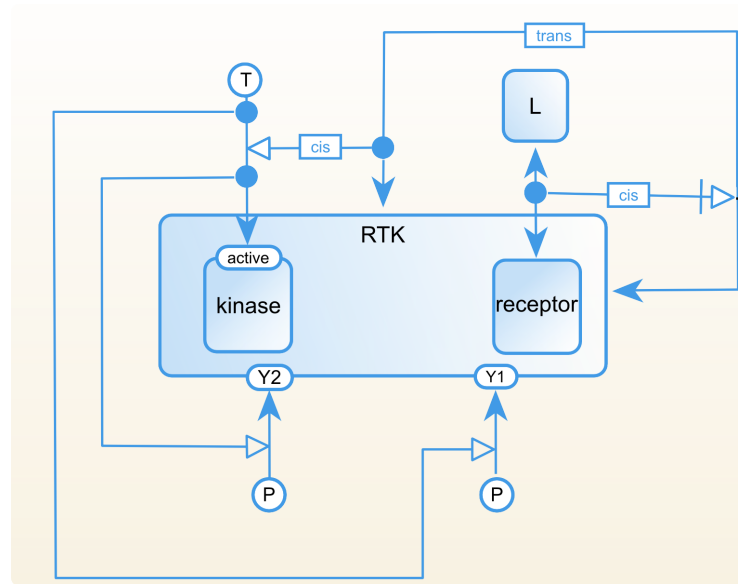 trans
T
L
cis
cis
RTK
active
kinase
receptor
Y2
Y1
P
P